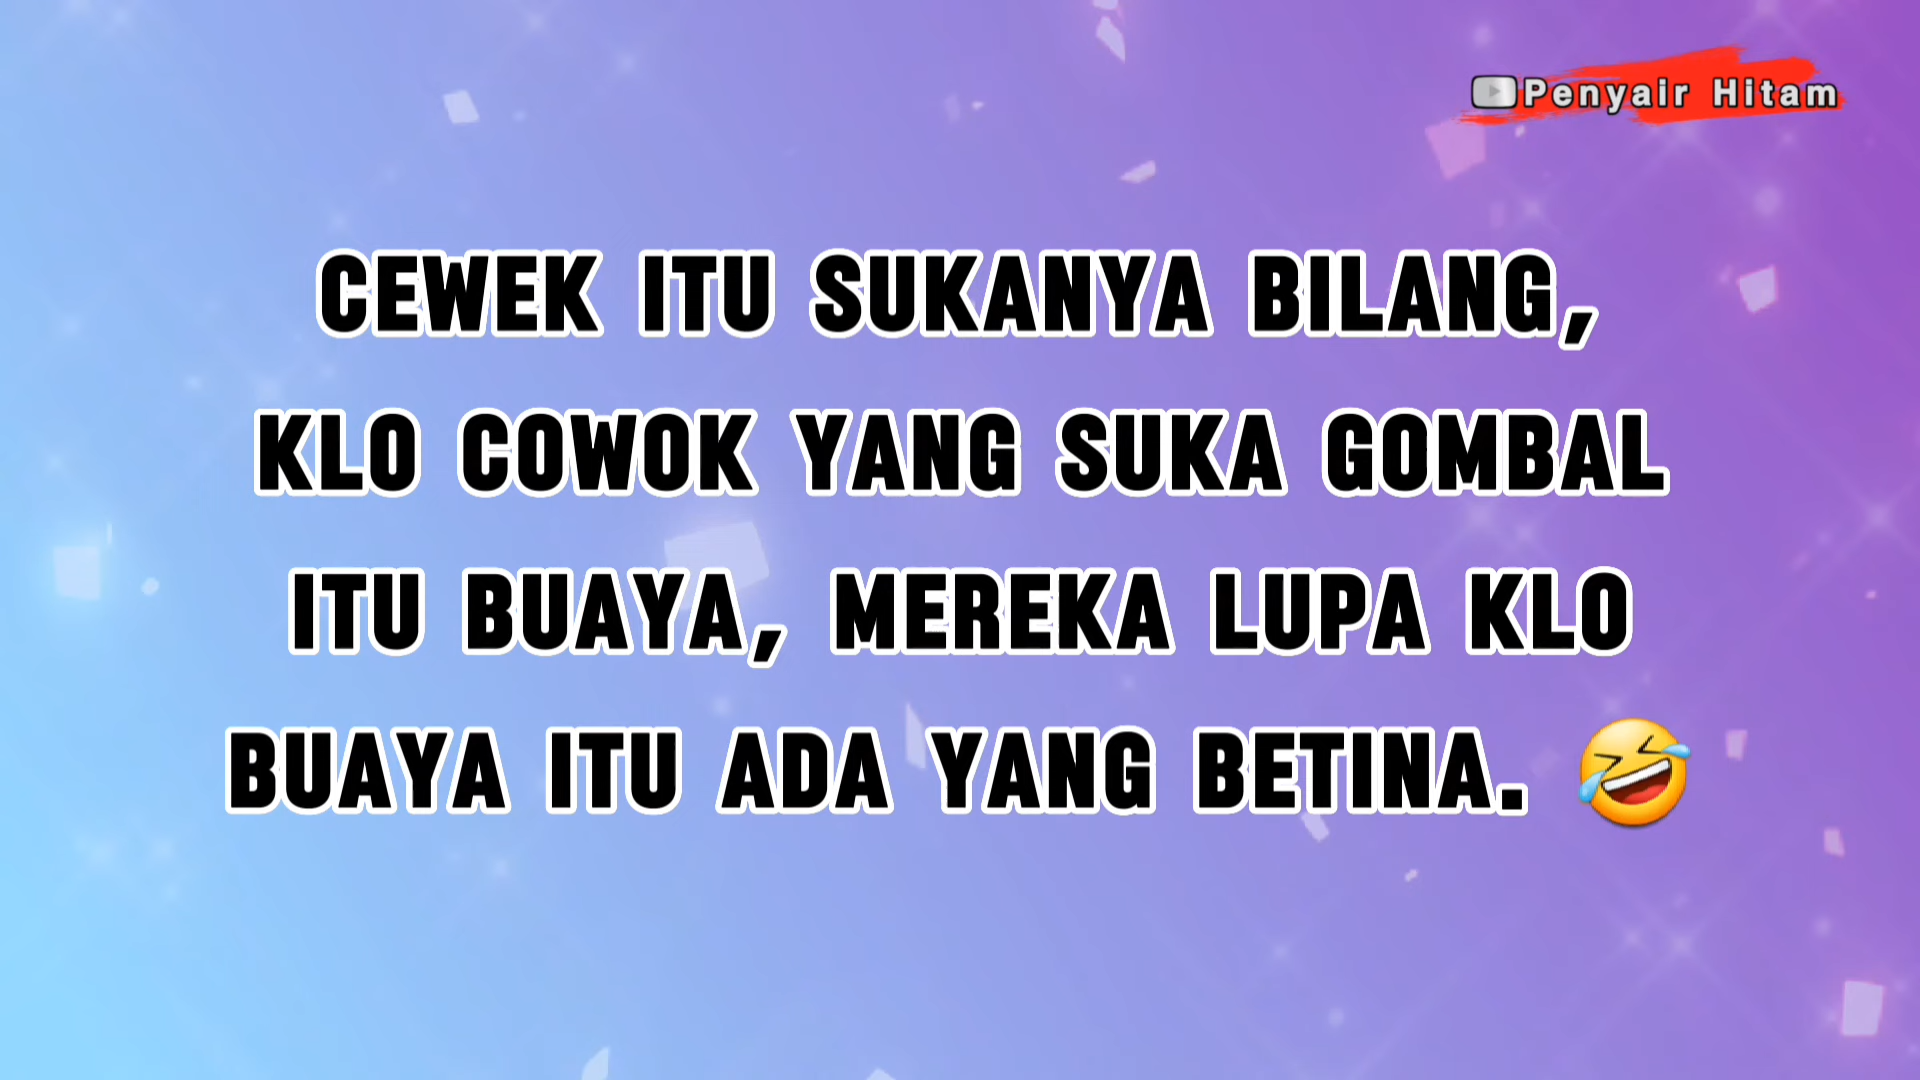 Penyair Hitam
CEWEK ITU SUKANYA BILANG,
KLO COWOK YANG SUKA GOMBAL
ITU BUAYA, MEREKA LUPA KLO
BUAYA ITU ADA YANG BETINA. 🤣